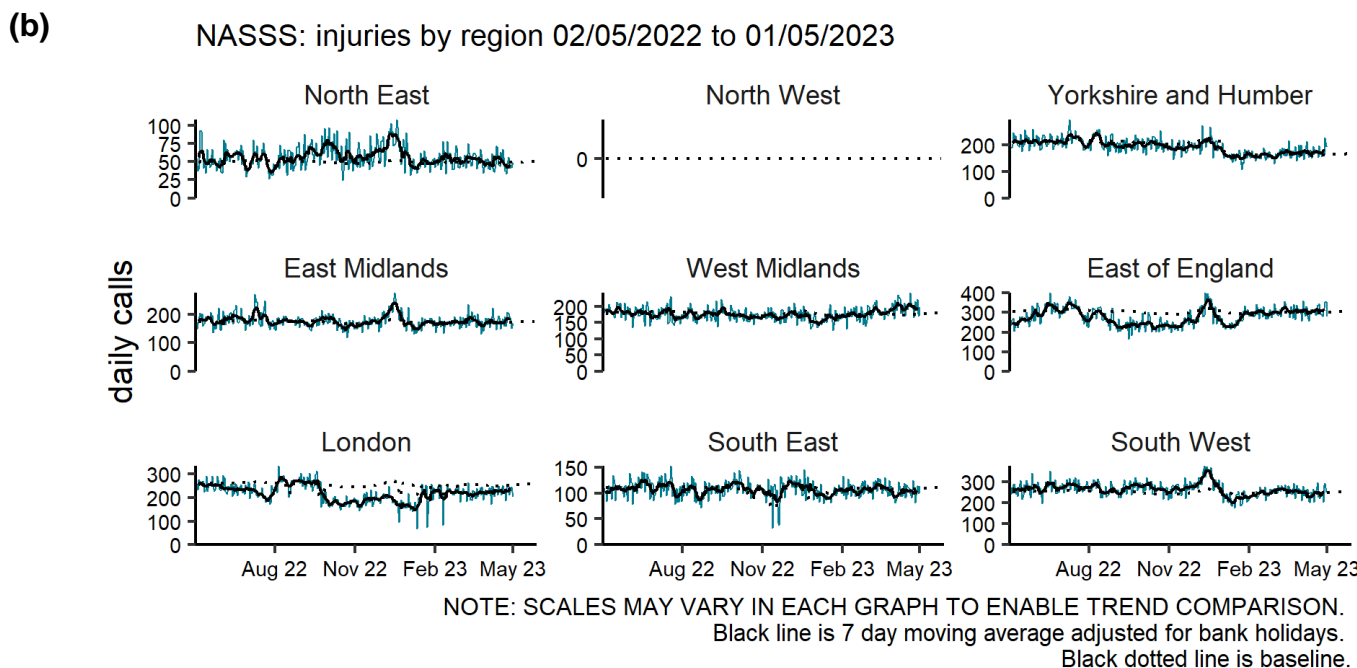 (b)
NASSS: injuries by region 02/05/2022 to 01/05/2023
daily calls
North East
100
75
50
25
0
North West
0
Yorkshire and Humber
200
100
0
East Midlands
200
100
0
West Midlands
200
150
100
50
0
East of England
400
300
200
100
0
London
300
200
100
0
Aug 22 Nov 22 Feb 23 May 23
South East
150
100
50
0
Aug 22 Nov 22 Feb 23 May 23
South West
300
200
100
0
Aug 22 Nov 22 Feb 23 May 23
NOTE: SCALES MAY VARY IN EACH GRAPH TO ENABLE TREND COMPARISON.
Black line is 7 day moving average adjusted for bank holidays.
Black dotted line is baseline.